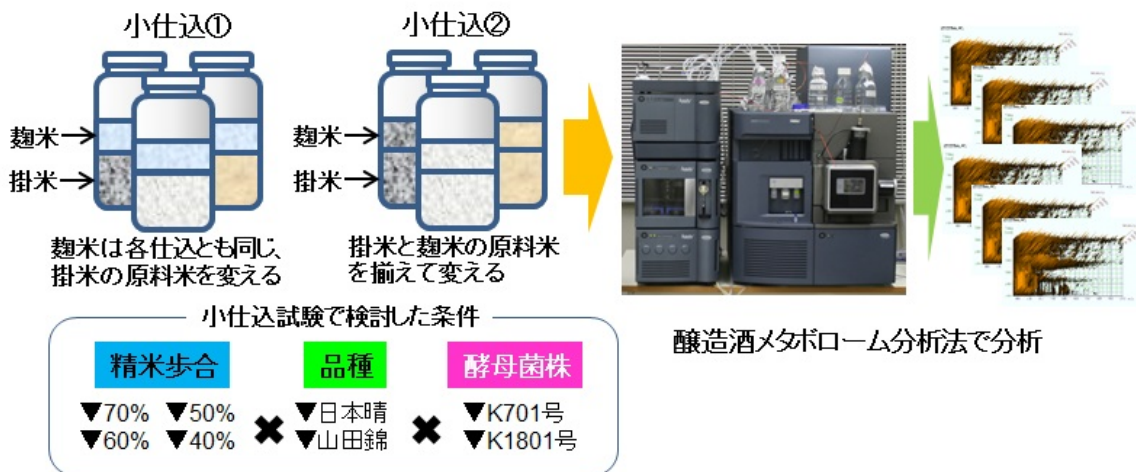 小仕込①
小仕込②
麹米
掛米
麹米
掛米
麹米は各仕込とも同じ、
掛米の原料米を変える
掛米と麹米の原料米
を揃えて変える
醸造酒メタボローム分析法で分析
小仕込試験で検討した条件
精米歩合
品種
酵母菌株
▼70% ▼50%
▼60% ▼40%
✖
▼日本晴
▼山田錦
✖
▼K701号
▼K1801号